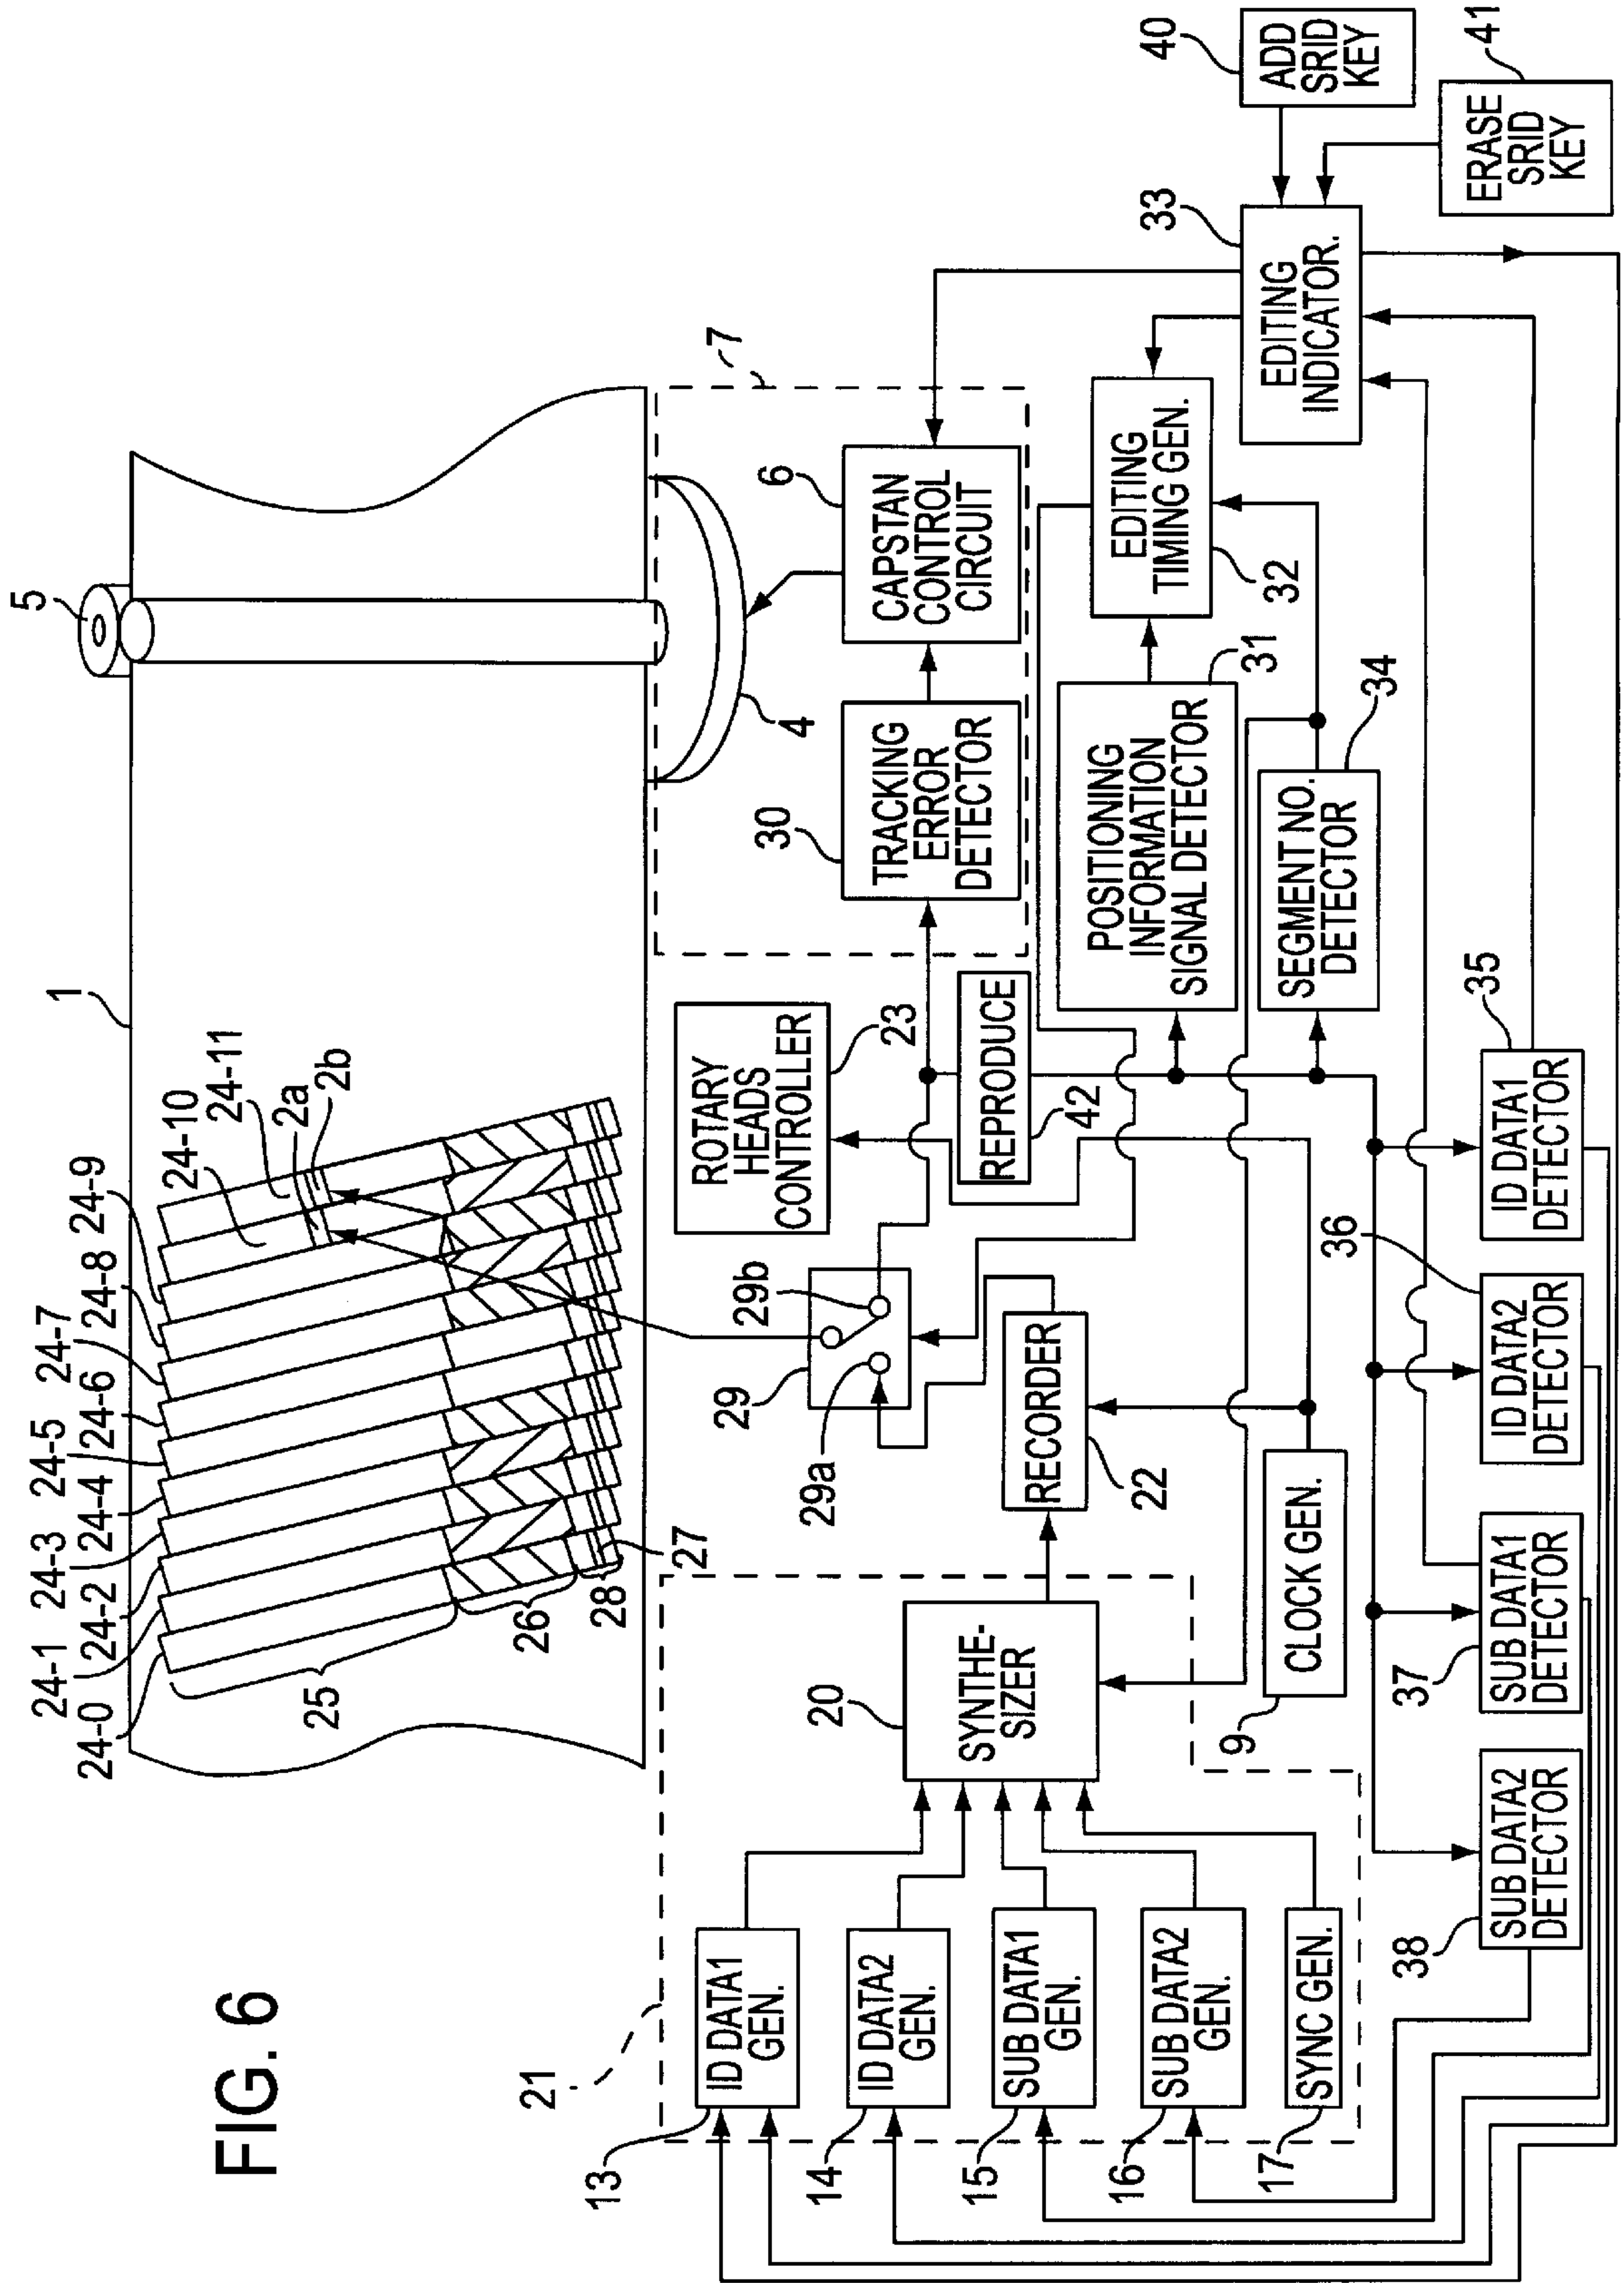 FIG. 6
1
5
24-0
24-1
24-2
24-3
24-4
24-5
24-6
24-7
24-8
24-9
24-10
24-11
2a
2b
25
26
27
28
4
7
21
13
ID DATA1
GEN.
14
ID DATA2
GEN.
15
SUB DATA1
GEN.
16
SUB DATA2
GEN.
17
SYNC GEN.
20
SYNTHE-
SIZER
RECORDER
22
9
CLOCK GEN.
29
29a
29b
ROTARY
HEADS
CONTROLLER
23
REPRODUCE
42
30
TRACKING
ERROR
DETECTOR
6
CAPSTAN
CONTROL
CIRCUIT
POSITIONING
INFORMATION
SIGNAL DETECTOR
31
EDITING
TIMING GEN.
32
SEGMENT NO.
DETECTOR
34
33
EDITING
INDICATOR.
40
ADD
SRID
KEY
41
ERASE
SRID
KEY
38
SUB DATA2
DETECTOR
37
SUB DATA1
DETECTOR
36
ID DATA2
DETECTOR
35
ID DATA1
DETECTOR